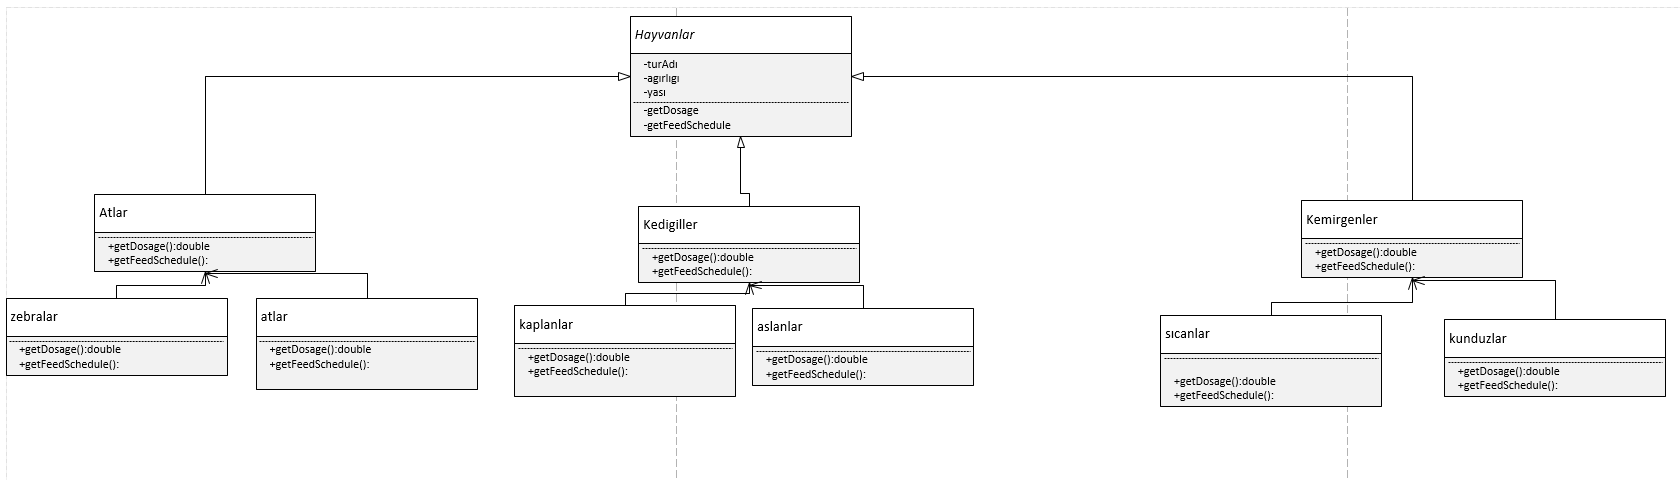 Hayvanlar
-turAdı
-agırlıgı
-yası
-getDosage
-getFeedSchedule
Atlar
+getDosage():double
+getFeedSchedule():
Kedigiller
+getDosage():double
+getFeedSchedule():
Kemirgenler
+getDosage():double
+getFeedSchedule():
zebralar
+getDosage():double
+getFeedSchedule():
atlar
+getDosage():double
+getFeedSchedule():
kaplanlar
+getDosage():double
+getFeedSchedule():
aslanlar
+getDosage():double
+getFeedSchedule():
sıcanlar
+getDosage():double
+getFeedSchedule():
kunduzlar
+getDosage():double
+getFeedSchedule():